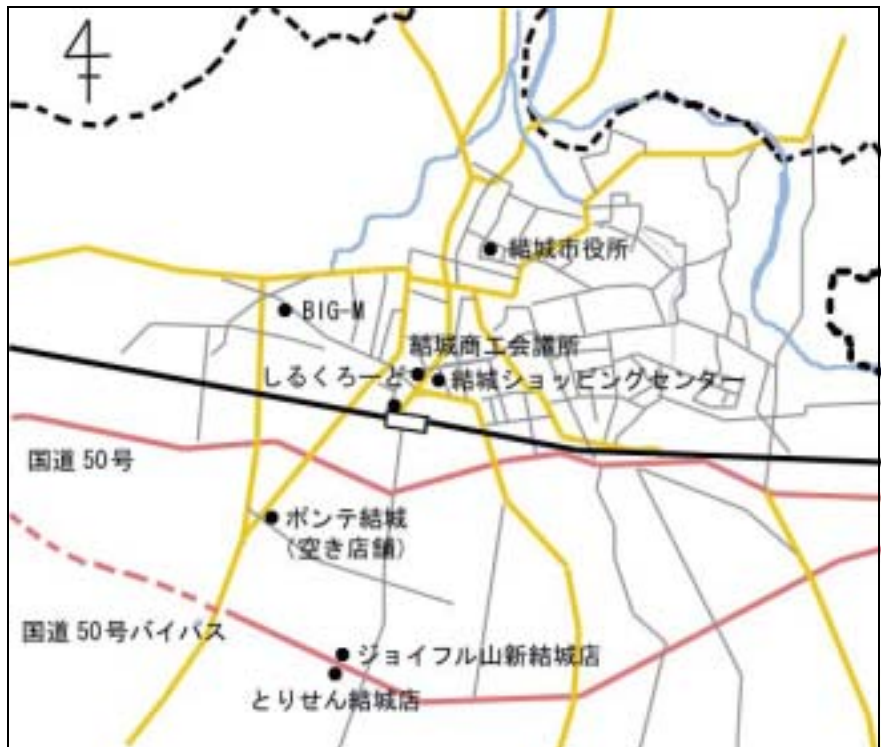 結城市役所
BIG-M
結城商工会議所
しるくろーど
結城ショッピングセンター
国道50号
ポンテ結城
(空き店舗)
国道50号バイパス
ジョイフル山新結城店
とりせん結城店